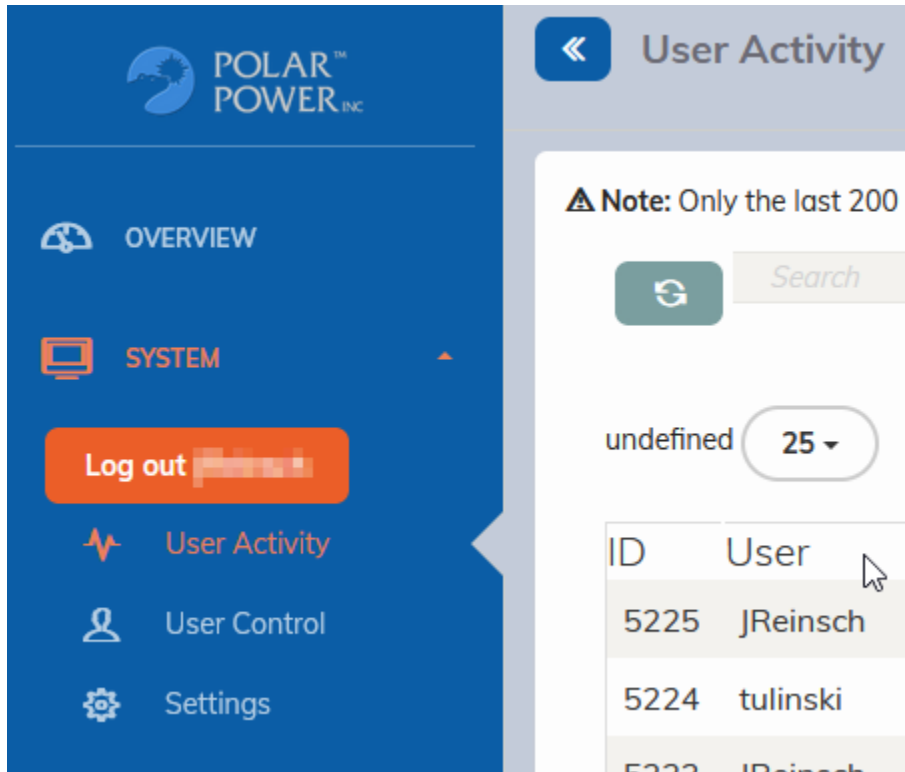 POLAR™
POWER INC
OVERVIEW
SYSTEM
Log out
User Activity
User Control
Settings
User Activity
Note: Only the last 200
Search
undefined 25
ID User
5225 JReinsch
5224 tulinski